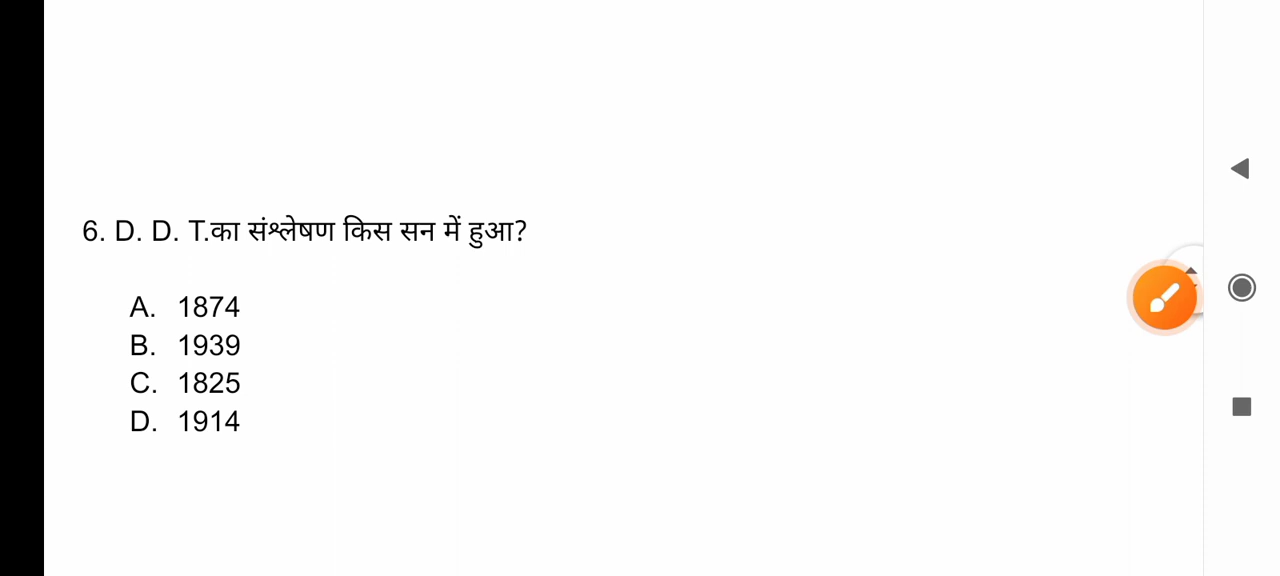 6. D. D. T.का संश्लेषण किस सन में हुआ?
A. 1874
B. 1939
C. 1825
D. 1914